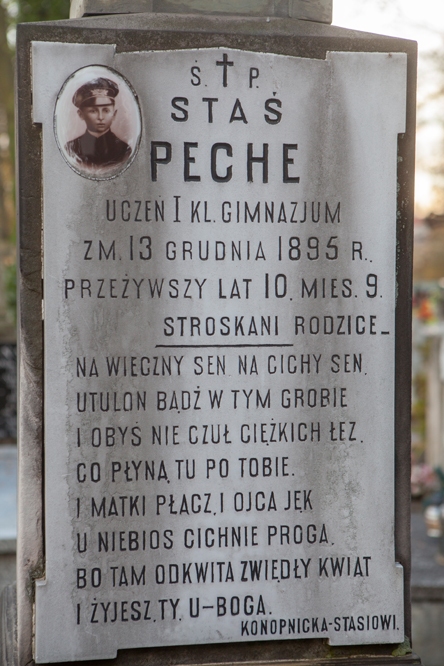 Ś. † P.
STAŚ
PECHE
UCZEŃ I KL. GIMNAZJUM
ZM. 13 GRUDNIA 1895 R.
PRZEŻYWSZY LAT 10, MIES. 9.
STROSKANI RODZICE
NA WIECZNY SEN, NA CICHY SEN,
UTULON BĄDŹ W TYM GROBIE
I OBYŚ NIE CZUŁ CIĘŻKICH ŁEZ,
CO PŁYNĄ TU PO TOBIE.
I MATKI PŁACZ, I OJCA JĘK
U NIEBIOS CICHNIE PROGA,
BO TAM ODKWITA ZWIĘDŁY KWIAT
I ŻYJESZ, TY, U-BOGA.
KONOPNICKA-STASIOWI.